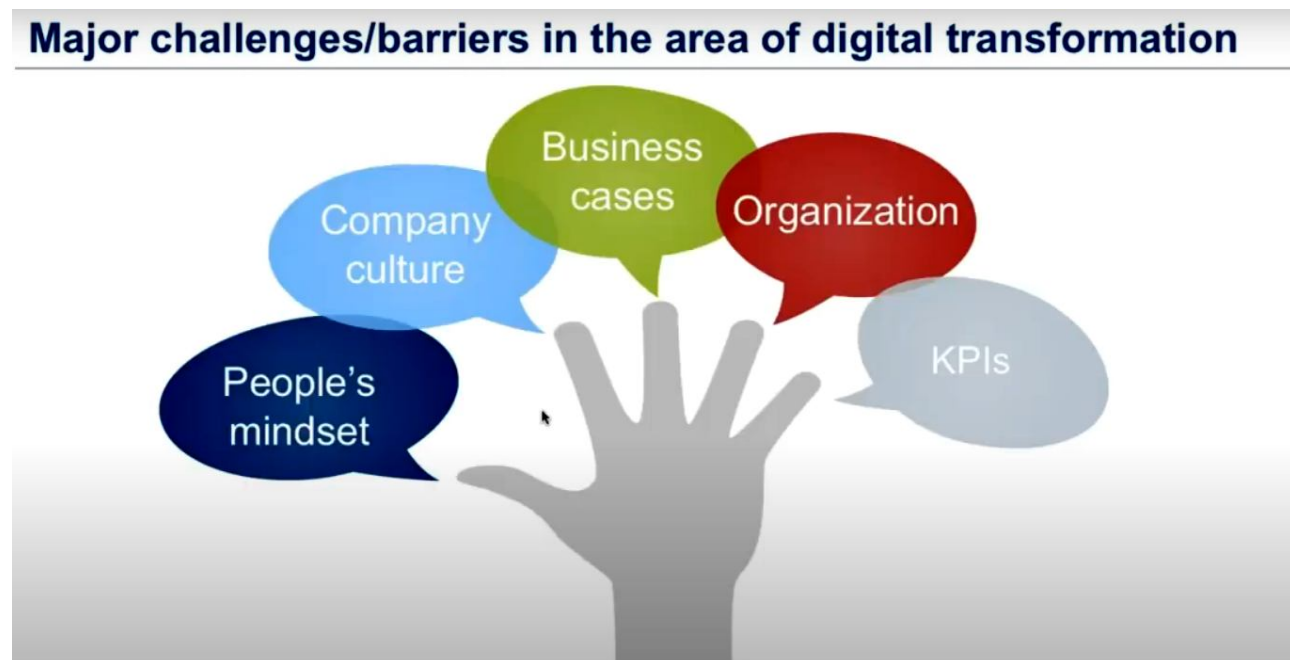 Major challenges/barriers in the area of digital transformation
Business
cases
Company
culture
Organization
People’s
mindset
KPIs